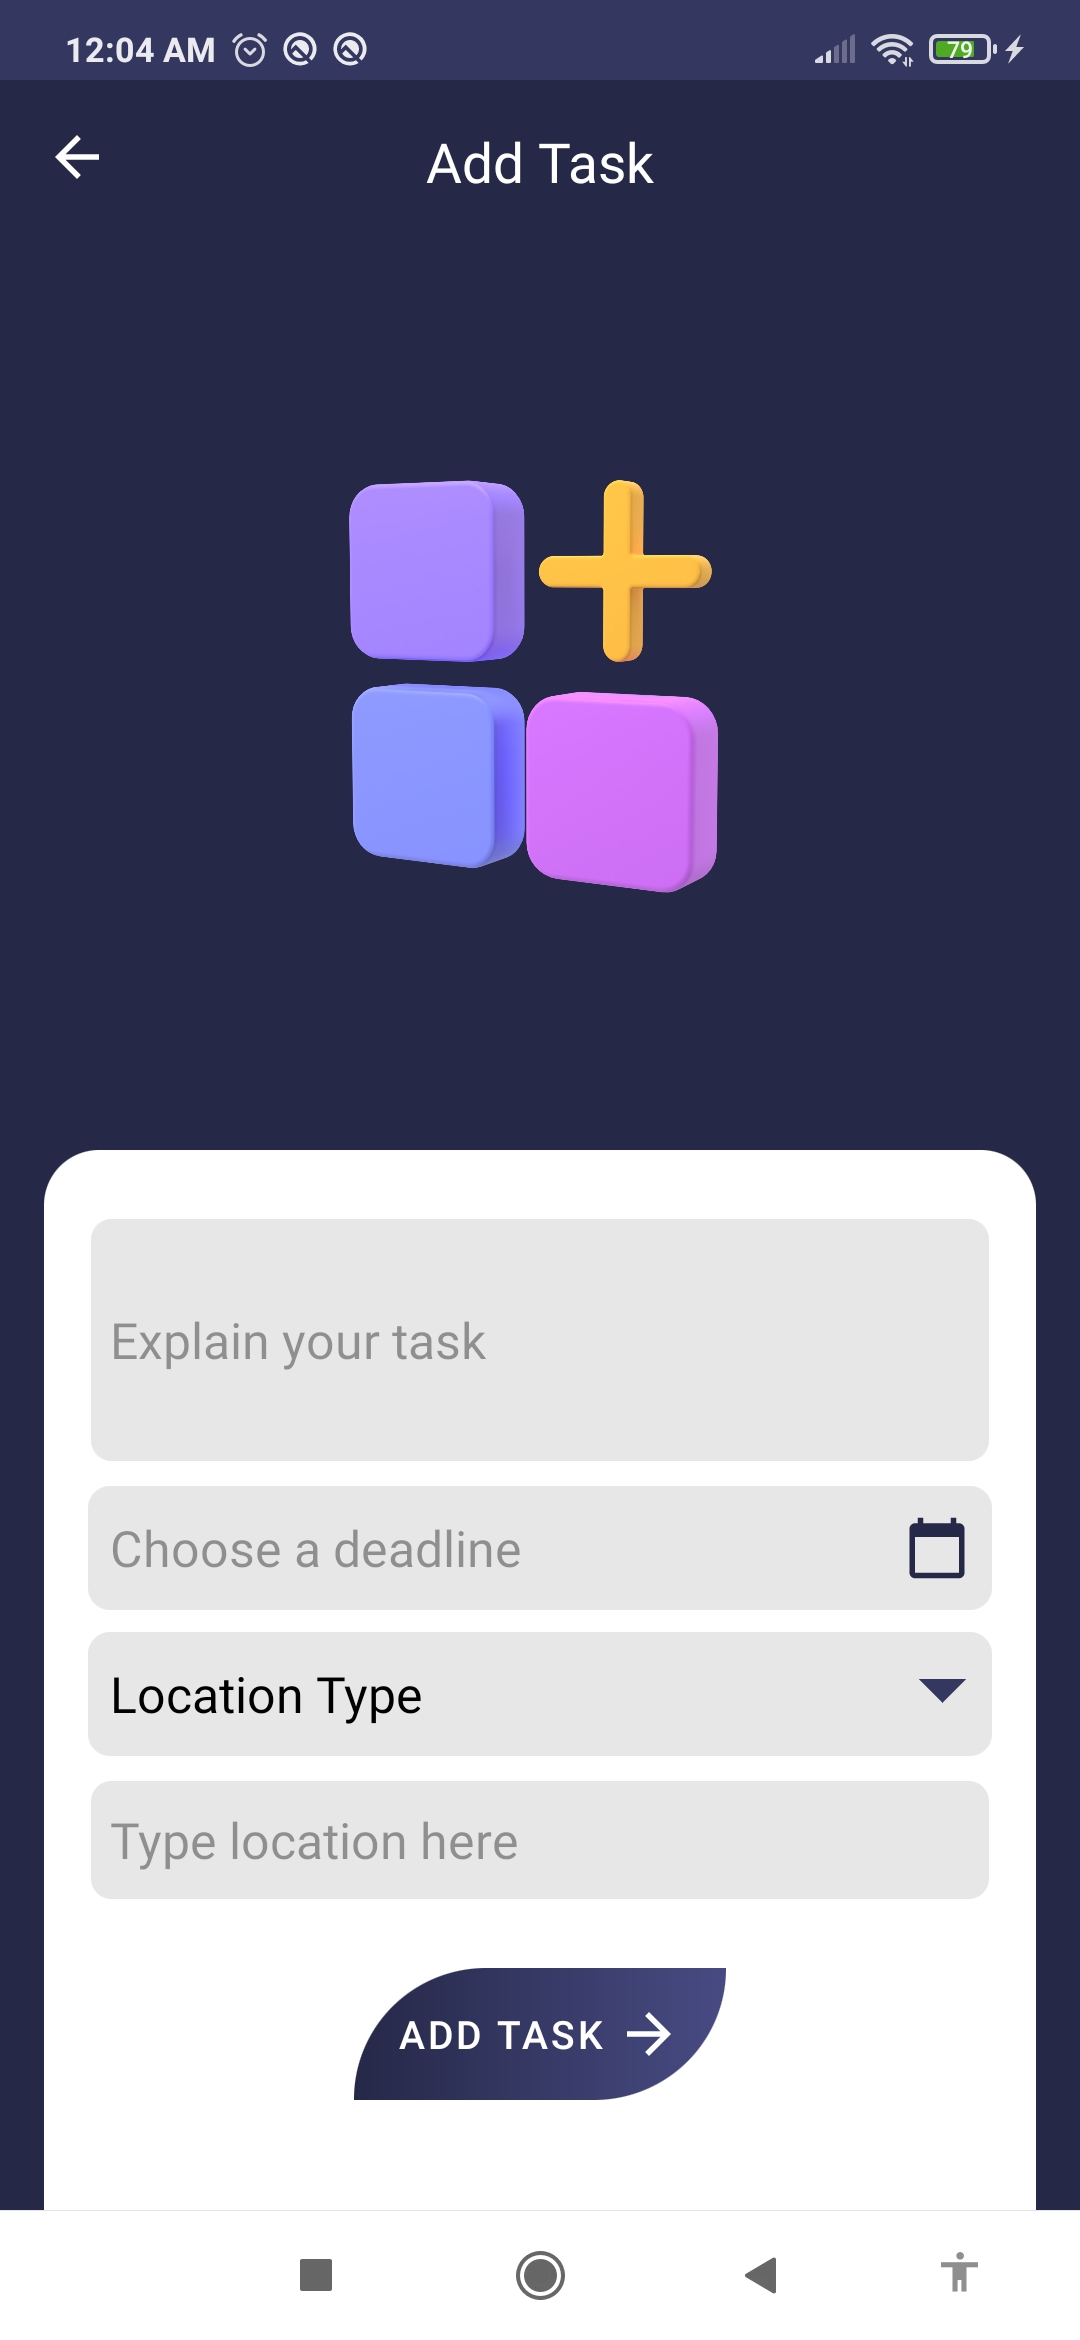 12:04 AM
79
Add Task
Explain your task
Choose a deadline
Location Type
Type location here
ADD TASK